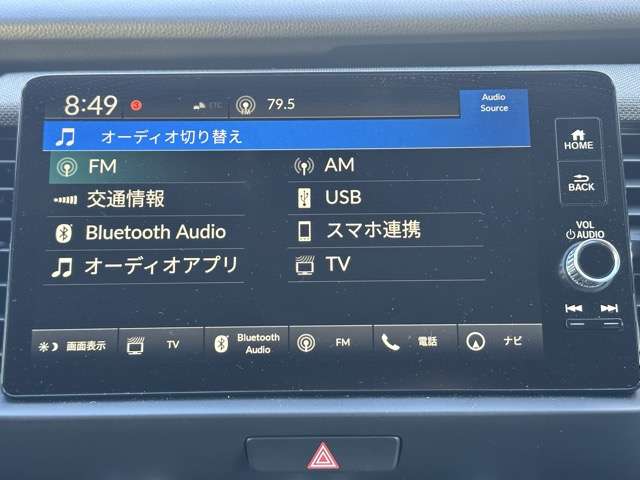 8:49 3 ETC FM 79.5 Audio Source
オーディオ切り替え
FM AM
交通情報 USB
Bluetooth Audio スマホ連携
オーディオアプリ TV
画面表示 TV Bluetooth Audio FM 電話 ナビ
HOME
BACK
VOL
AUDIO